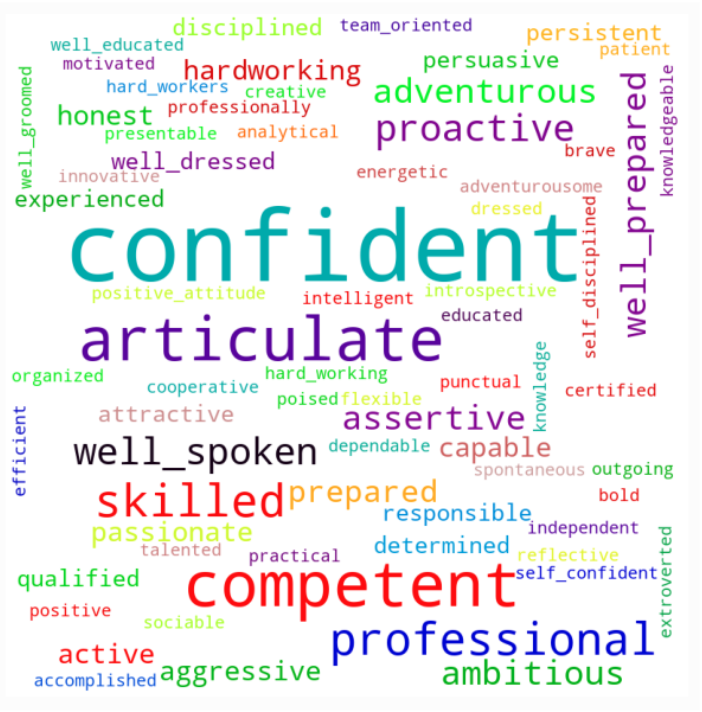 disciplined
team_oriented
persistent
well_educated
patient
motivated
hardworking
persuasive
hard_workers
creative
adventurous
well_groomed
honest
professionally
proactive
well_prepared
knowledgeable
presentable
analytical
well_dressed
brave
innovative
energetic
adventurousome
experienced
dressed
self_disciplined
confident
positive_attitude
intelligent
introspective
educated
articulate
organized
hard_working
cooperative
punctual
knowledge
certified
poised
flexible
efficient
attractive
assertive
well_spoken
dependable
capable
spontaneous
outgoing
skilled
prepared
bold
responsible
independent
passionate
determined
talented
practical
reflective
extroverted
qualified
competent
self_confident
positive
sociable
professional
active
aggressive
ambitious
accomplished